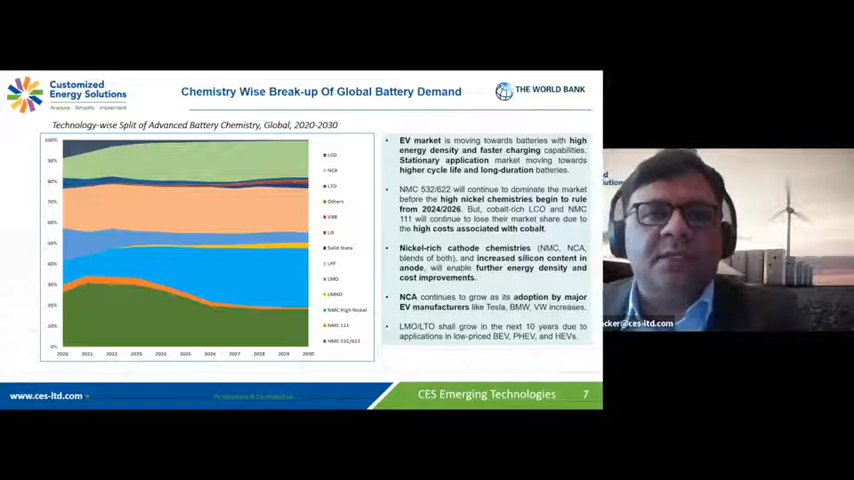 Customized
Energy Solutions
Analyze Simplify Implement
Chemistry Wise Break-up Of Global Battery Demand
THE WORLD BANK
Technology-wise Split of Advanced Battery Chemistry, Global, 2020-2030
100%
90%
80%
70%
60%
50%
40%
30%
20%
10%
0%
2020 2021 2022 2023 2024 2025 2026 2027 2028 2029 2030
LCO
NCA
LTO
Others
VRB
LiS
Solid State
LFP
LMO
LMNO
NMC High Nickel
NMC 111
NMC 532/622
• EV market is moving towards batteries with high
energy density and faster charging capabilities.
Stationary application market moving towards
higher cycle life and long-duration batteries.
• NMC 532/622 will continue to dominate the market
before the high nickel chemistries begin to rule
from 2024/2026. But, cobalt-rich LCO and NMC
111 will continue to lose their market share due to
the high costs associated with cobalt.
• Nickel-rich cathode chemistries (NMC, NCA,
blends of both), and increased silicon content in
anode, will enable further energy density and
cost improvements.
• NCA continues to grow as its adoption by major
EV manufacturers like Tesla, BMW, VW increases.
• LMO/LTO shall grow in the next 10 years due to
applications in low-priced BEV, PHEV, and HEVs.
www.ces-ltd.com
CES Emerging Technologies
7
acker@ces-ltd.com